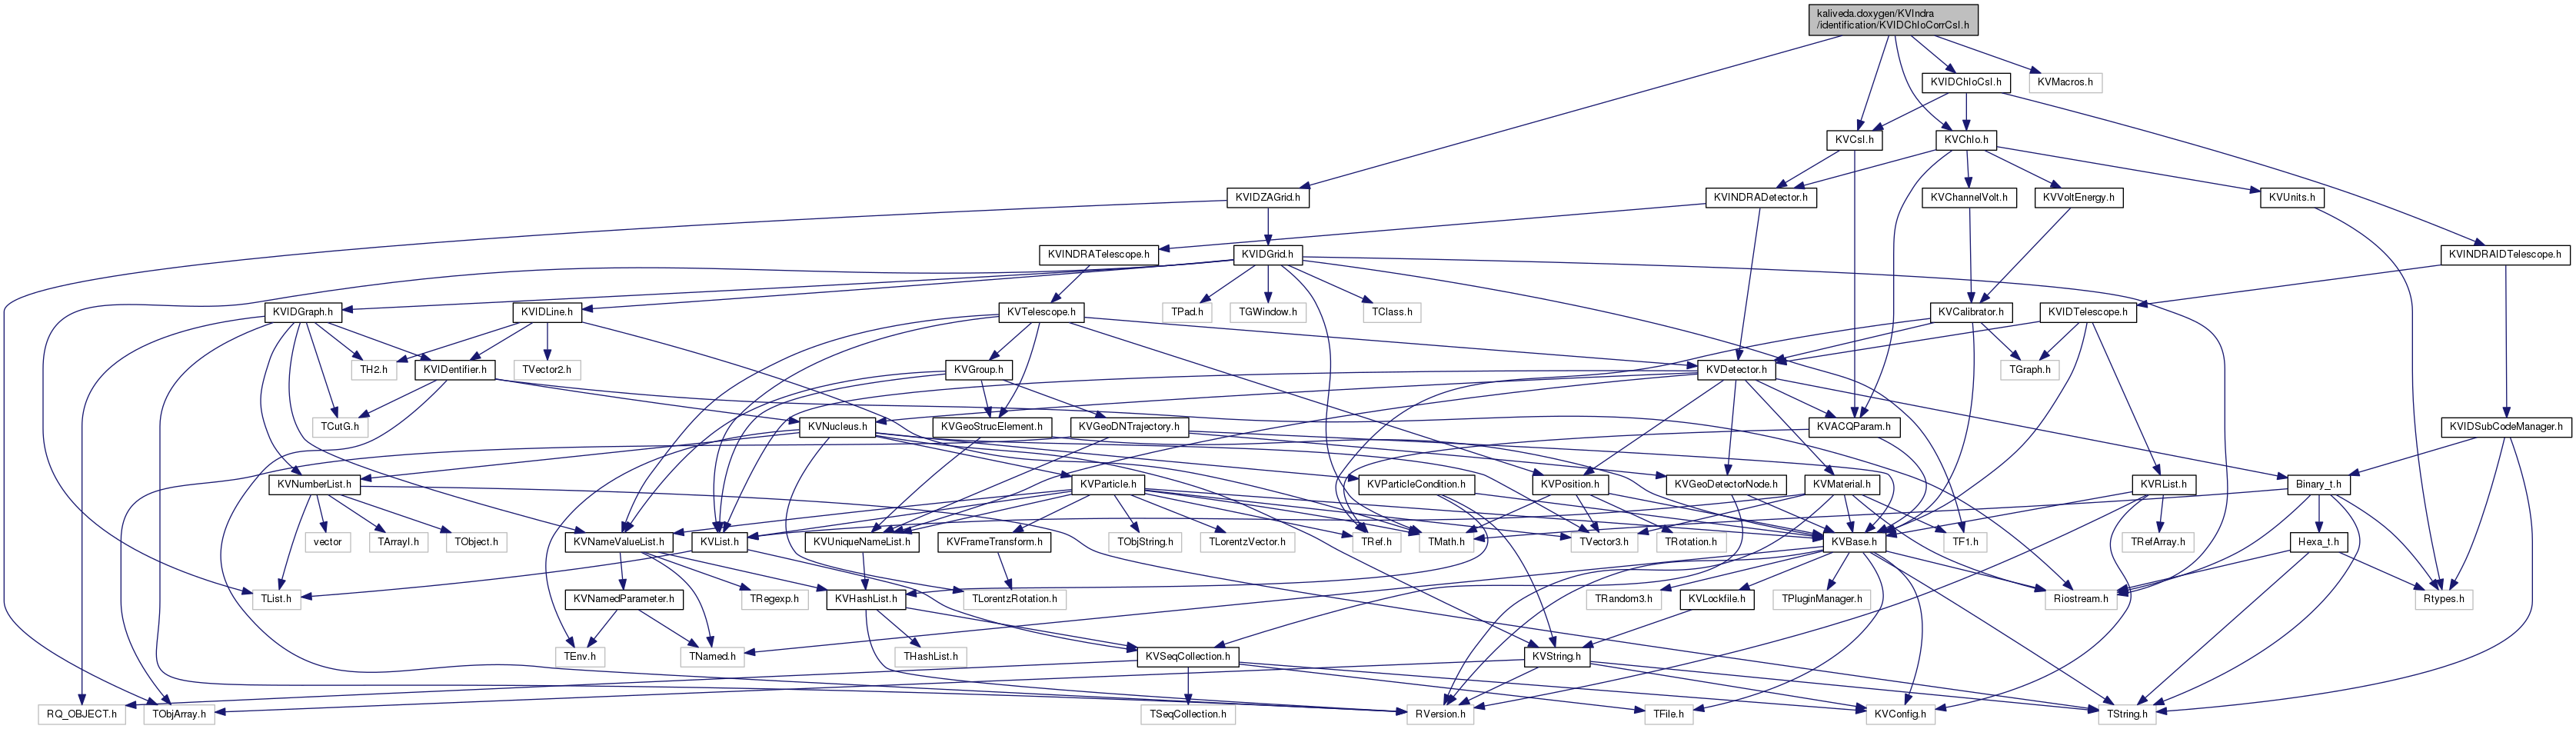 kaliveda.doxygen/KVIndra
/identification/KVIDChIoCorrCsI.h
KVIDChIoCsI.h
KVMacros.h
KVCsI.h
KVChIo.h
KVIDZAGrid.h
KVINDRADetector.h
KVChannelVolt.h
KVVoltEnergy.h
KVUnits.h
KVINDRATelescope.h
KVIDGrid.h
KVINDRAIDTelescope.h
KVIDGraph.h
KVIDLine.h
KVTelescope.h
TPad.h
TGWindow.h
TClass.h
KVCalibrator.h
KVIDTelescope.h
TH2.h
KVIDentifier.h
TVector2.h
KVGroup.h
KVDetector.h
TGraph.h
TCutG.h
KVNucleus.h
KVGeoStrucElement.h
KVGeoDNTrajectory.h
KVACQParam.h
KVIDSubCodeManager.h
KVNumberList.h
KVParticle.h
KVParticleCondition.h
KVPosition.h
KVGeoDetectorNode.h
KVMaterial.h
KVRList.h
Binary_t.h
vector
TArrayI.h
TObject.h
KVNameValueList.h
KVList.h
KVUniqueNameList.h
KVFrameTransform.h
TObjString.h
TLorentzVector.h
TRef.h
TMath.h
TVector3.h
TRotation.h
KVBase.h
TF1.h
TRefArray.h
Hexa_t.h
TList.h
KVNamedParameter.h
TRegexp.h
KVHashList.h
TLorentzRotation.h
TRandom3.h
KVLockfile.h
TPluginManager.h
Riostream.h
Rtypes.h
TEnv.h
TNamed.h
THashList.h
KVSeqCollection.h
KVString.h
RQ_OBJECT.h
TObjArray.h
TSeqCollection.h
RVersion.h
TFile.h
KVConfig.h
TString.h